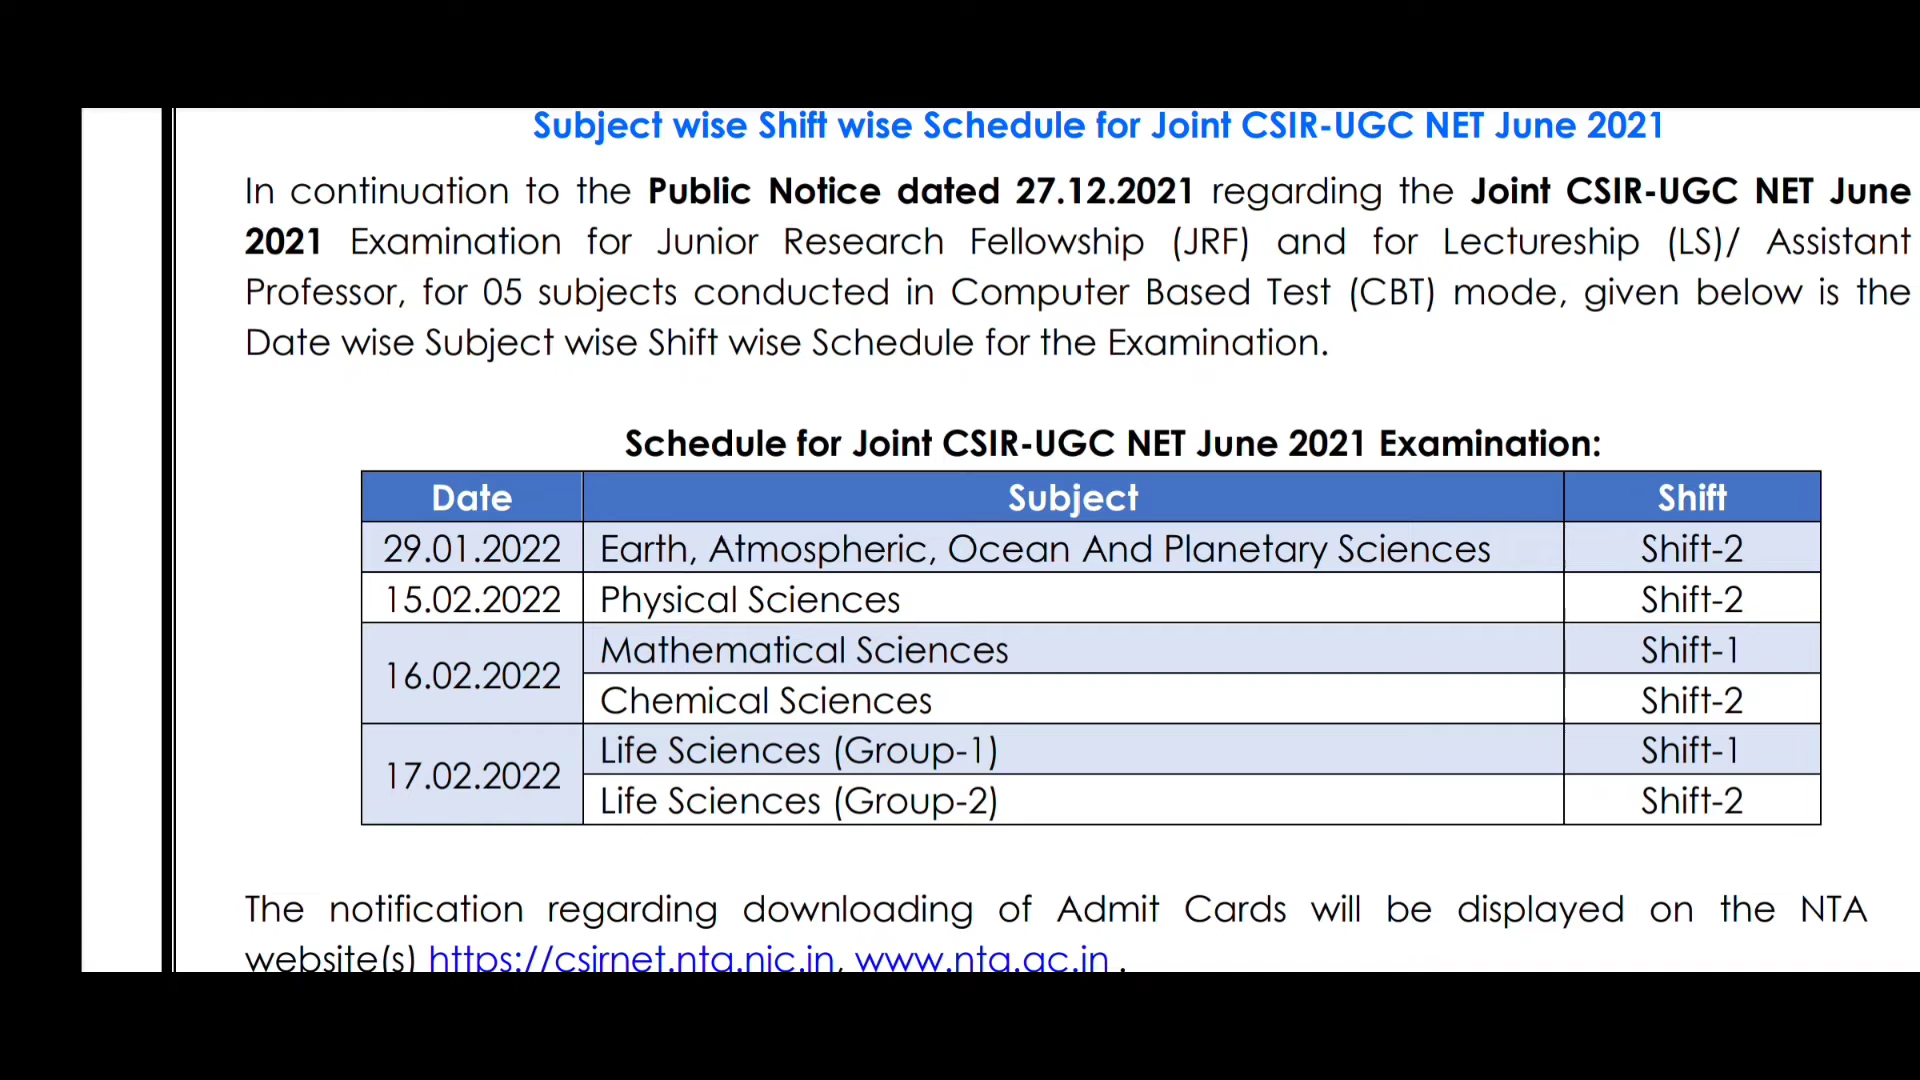 Subject wise Shift wise Schedule for Joint CSIR-UGC NET June 2021
In continuation to the Public Notice dated 27.12.2021 regarding the Joint CSIR-UGC NET June
2021 Examination for Junior Research Fellowship (JRF) and for Lectureship (LS)/ Assistant
Professor, for 05 subjects conducted in Computer Based Test (CBT) mode, given below is the
Date wise Subject wise Shift wise Schedule for the Examination.
Schedule for Joint CSIR-UGC NET June 2021 Examination:
Date Subject Shift
29.01.2022 Earth, Atmospheric, Ocean And Planetary Sciences Shift-2
15.02.2022 Physical Sciences Shift-2
16.02.2022 Mathematical Sciences Shift-1
Chemical Sciences Shift-2
17.02.2022 Life Sciences (Group-1) Shift-1
Life Sciences (Group-2) Shift-2
The notification regarding downloading of Admit Cards will be displayed on the NTA
website(s) https://csirnet.nta.nic.in, www.nta.ac.in .